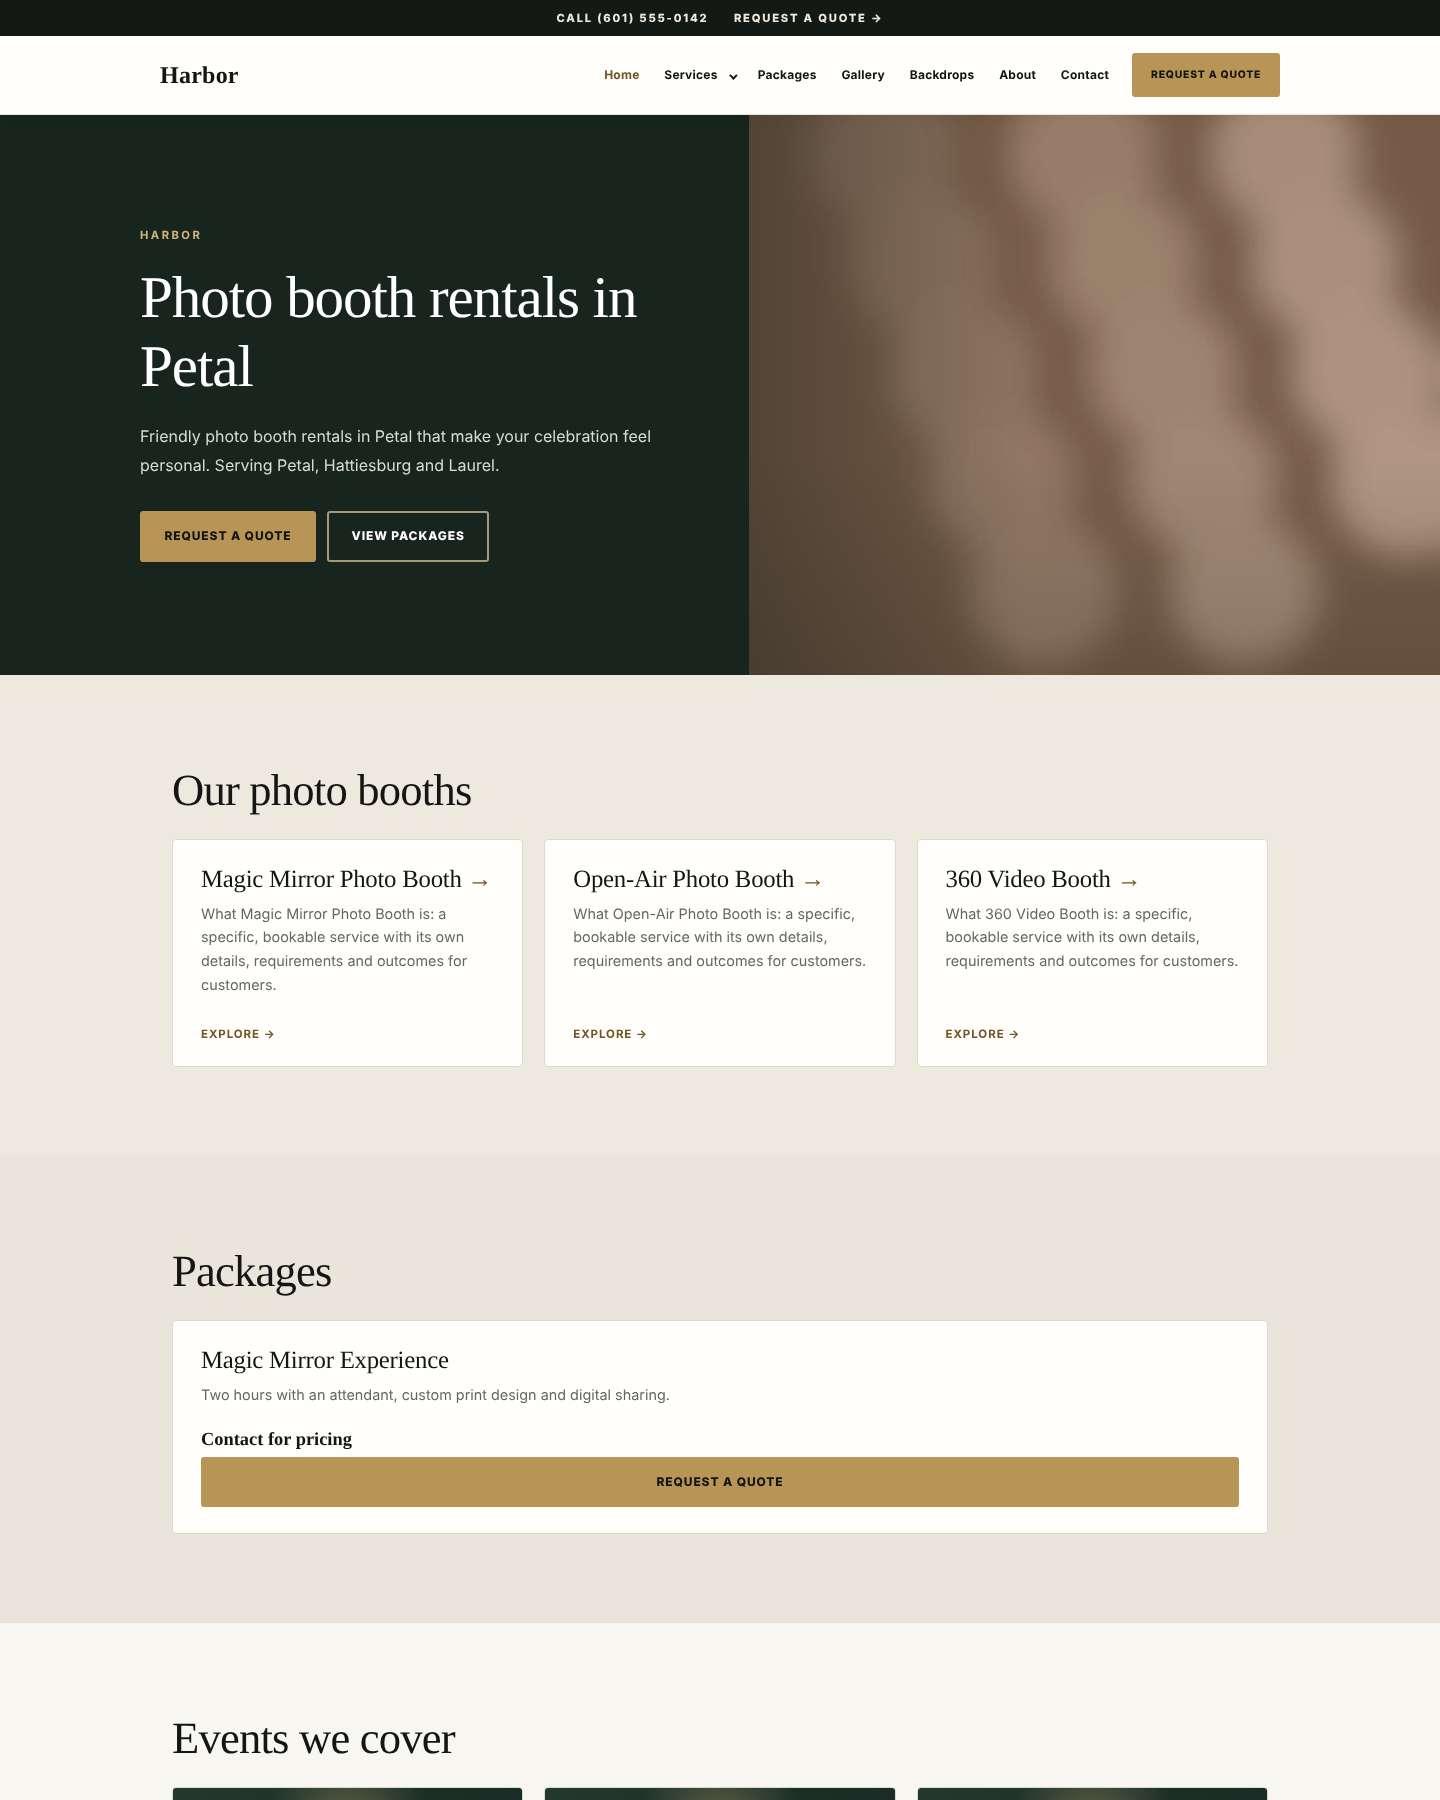 CALL (601) 555-0142 REQUEST A QUOTE →
Harbor
Home Services Packages Gallery Backdrops About Contact REQUEST A QUOTE
HARBOR
Photo booth rentals in
Petal
Friendly photo booth rentals in Petal that make your celebration feel
personal. Serving Petal, Hattiesburg and Laurel.
REQUEST A QUOTE VIEW PACKAGES
Our photo booths
Magic Mirror Photo Booth →
What Magic Mirror Photo Booth is: a
specific, bookable service with its own
details, requirements and outcomes for
customers.
EXPLORE →
Open-Air Photo Booth →
What Open-Air Photo Booth is: a specific,
bookable service with its own details,
requirements and outcomes for customers.
EXPLORE →
360 Video Booth →
What 360 Video Booth is: a specific,
bookable service with its own details,
requirements and outcomes for customers.
EXPLORE →
Packages
Magic Mirror Experience
Two hours with an attendant, custom print design and digital sharing.
Contact for pricing
REQUEST A QUOTE
Events we cover